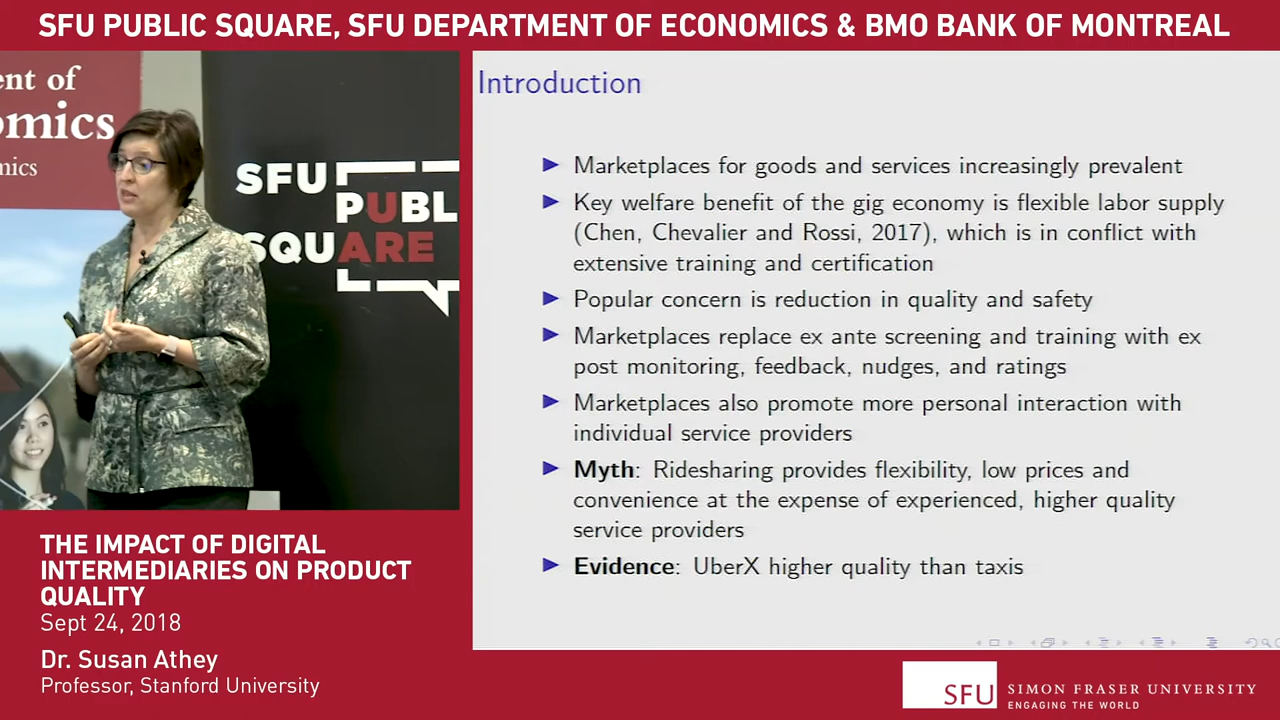 SFU PUBLIC SQUARE, SFU DEPARTMENT OF ECONOMICS & BMO BANK OF MONTREAL
ent of
omics
mics
SFU
PUBL
SQUARE
Introduction
Marketplaces for goods and services increasingly prevalent
Key welfare benefit of the gig economy is flexible labor supply
(Chen, Chevalier and Rossi, 2017), which is in conflict with
extensive training and certification
Popular concern is reduction in quality and safety
Marketplaces replace ex ante screening and training with ex
post monitoring, feedback, nudges, and ratings
Marketplaces also promote more personal interaction with
individual service providers
Myth: Ridesharing provides flexibility, low prices and
convenience at the expense of experienced, higher quality
service providers
Evidence: UberX higher quality than taxis
THE IMPACT OF DIGITAL
INTERMEDIARIES ON PRODUCT
QUALITY
Sept 24, 2018
Dr. Susan Athey
Professor, Stanford University
SFU
SIMON FRASER UNIVERSITY
ENGAGING THE WORLD